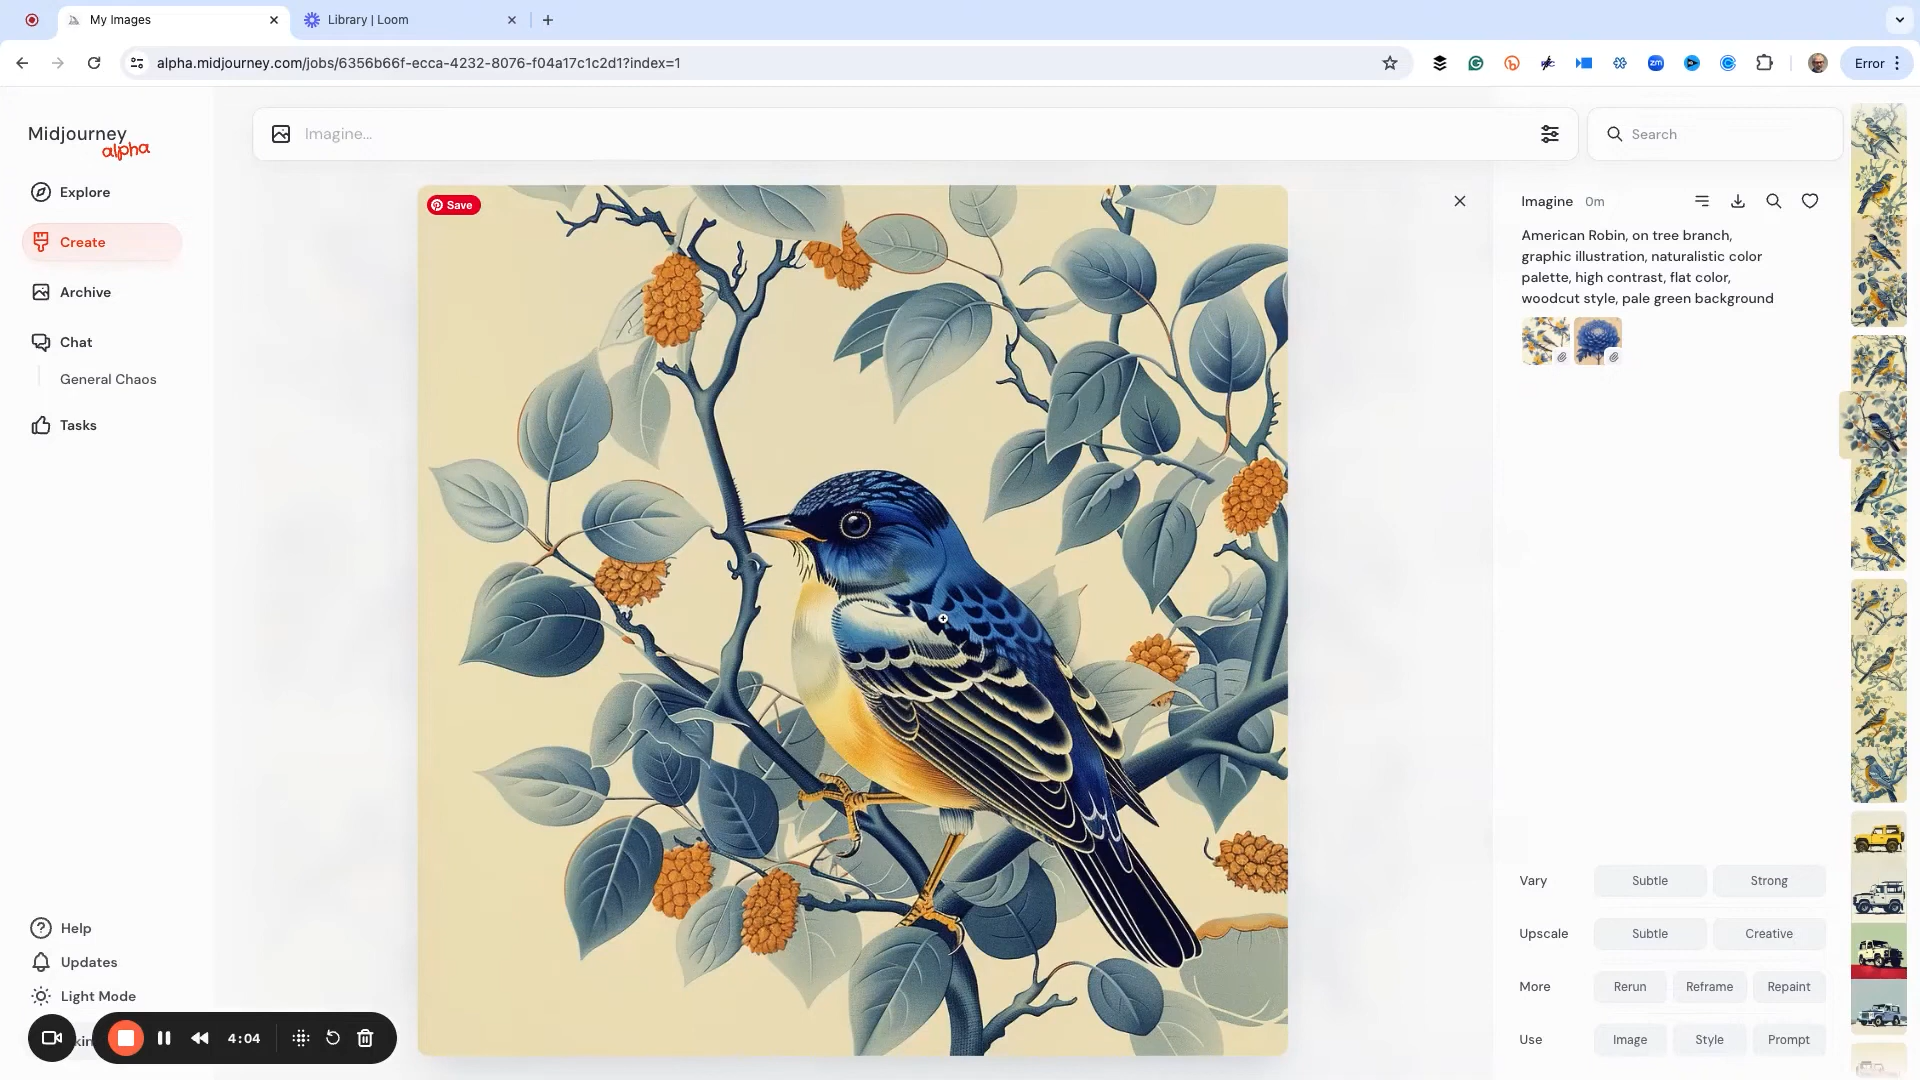 My Images
Library | Loom
alpha.midjourney.com/jobs/6356b66f-ecca-4232-8076-f04a17c1c2d1?index=1
zm
Error
Midjourney
alpha
Imagine...
Search
Explore
Create
Archive
Chat
General Chaos
Tasks
Help
Updates
Light Mode
4:04
Save
Imagine 0m
American Robin, on tree branch,
graphic illustration, naturalistic color
palette, high contrast, flat color,
woodcut style, pale green background
Vary Subtle Strong
Upscale Subtle Creative
More Rerun Reframe Repaint
Use Image Style Prompt